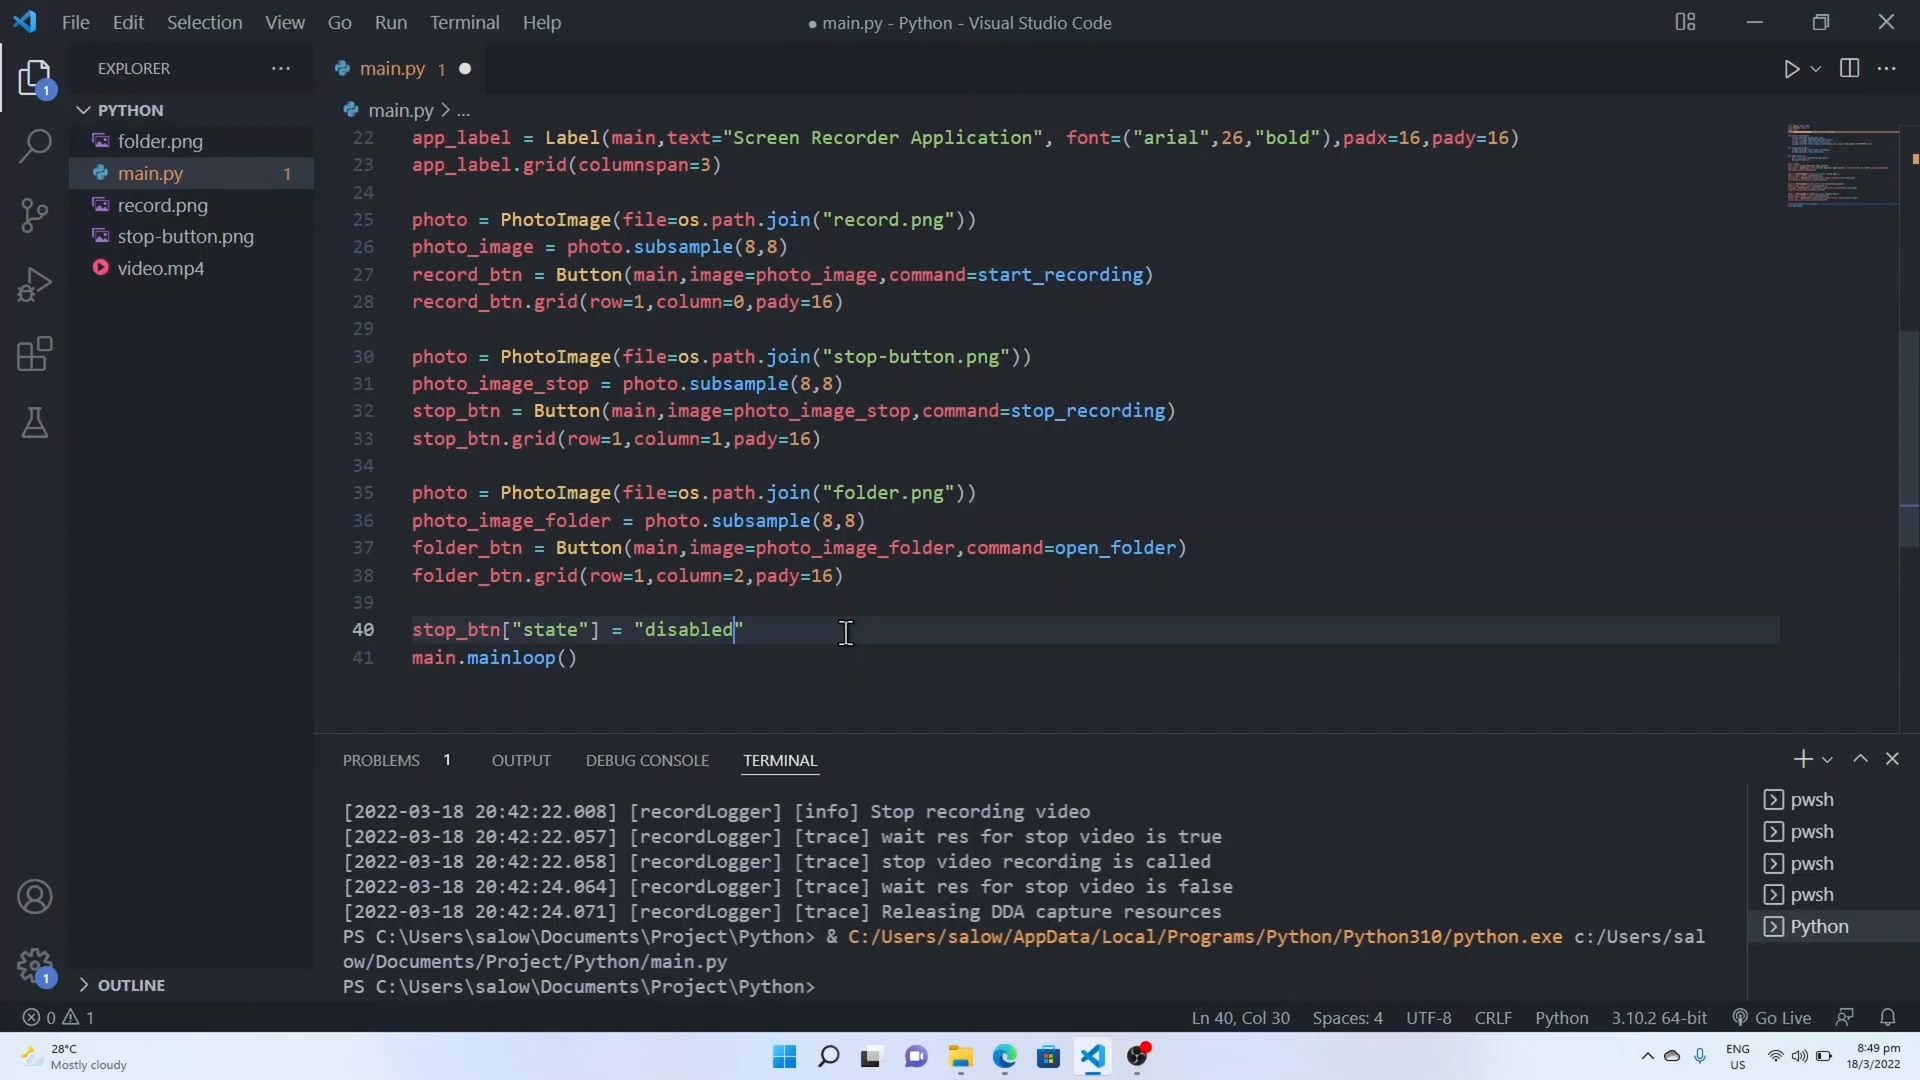 File Edit Selection View Go Run Terminal Help
● main.py - Python - Visual Studio Code
EXPLORER
main.py 1
PYTHON
folder.png
main.py 1
record.png
stop-button.png
video.mp4
OUTLINE
main.py > ...
22 app_label = Label(main,text="Screen Recorder Application", font=("arial",26,"bold"),padx=16,pady=16)
23 app_label.grid(columnspan=3)
24
25 photo = PhotoImage(file=os.path.join("record.png"))
26 photo_image = photo.subsample(8,8)
27 record_btn = Button(main,image=photo_image,command=start_recording)
28 record_btn.grid(row=1,column=0,pady=16)
29
30 photo = PhotoImage(file=os.path.join("stop-button.png"))
31 photo_image_stop = photo.subsample(8,8)
32 stop_btn = Button(main,image=photo_image_stop,command=stop_recording)
33 stop_btn.grid(row=1,column=1,pady=16)
34
35 photo = PhotoImage(file=os.path.join("folder.png"))
36 photo_image_folder = photo.subsample(8,8)
37 folder_btn = Button(main,image=photo_image_folder,command=open_folder)
38 folder_btn.grid(row=1,column=2,pady=16)
39
40 stop_btn["state"] = "disabled"
41 main.mainloop()
PROBLEMS 1 OUTPUT DEBUG CONSOLE TERMINAL
[2022-03-18 20:42:22.008] [recordLogger] [info] Stop recording video
[2022-03-18 20:42:22.057] [recordLogger] [trace] wait res for stop video is true
[2022-03-18 20:42:22.058] [recordLogger] [trace] stop video recording is called
[2022-03-18 20:42:24.064] [recordLogger] [trace] wait res for stop video is false
[2022-03-18 20:42:24.071] [recordLogger] [trace] Releasing DDA capture resources
PS C:\Users\salow\Documents\Project\Python> & C:/Users/salow/AppData/Local/Programs/Python/Python310/python.exe c:/Users/sal
ow/Documents/Project/Python/main.py
PS C:\Users\salow\Documents\Project\Python>
pwsh
pwsh
pwsh
pwsh
Python
1
1
0 1
Ln 40, Col 30 Spaces: 4 UTF-8 CRLF Python 3.10.2 64-bit Go Live
28°C
Mostly cloudy
ENG
US
8:49 pm
18/3/2022